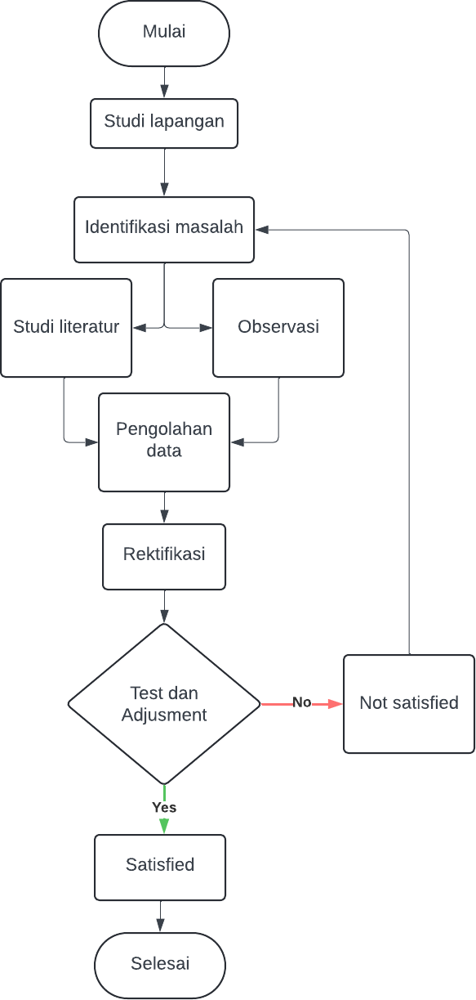 Mulai
Studi lapangan
Identifikasi masalah
Studi literatur
Observasi
Pengolahan
data
Rektifikasi
Test dan
Adjusment
No
Not satisfied
Yes
Satisfied
Selesai